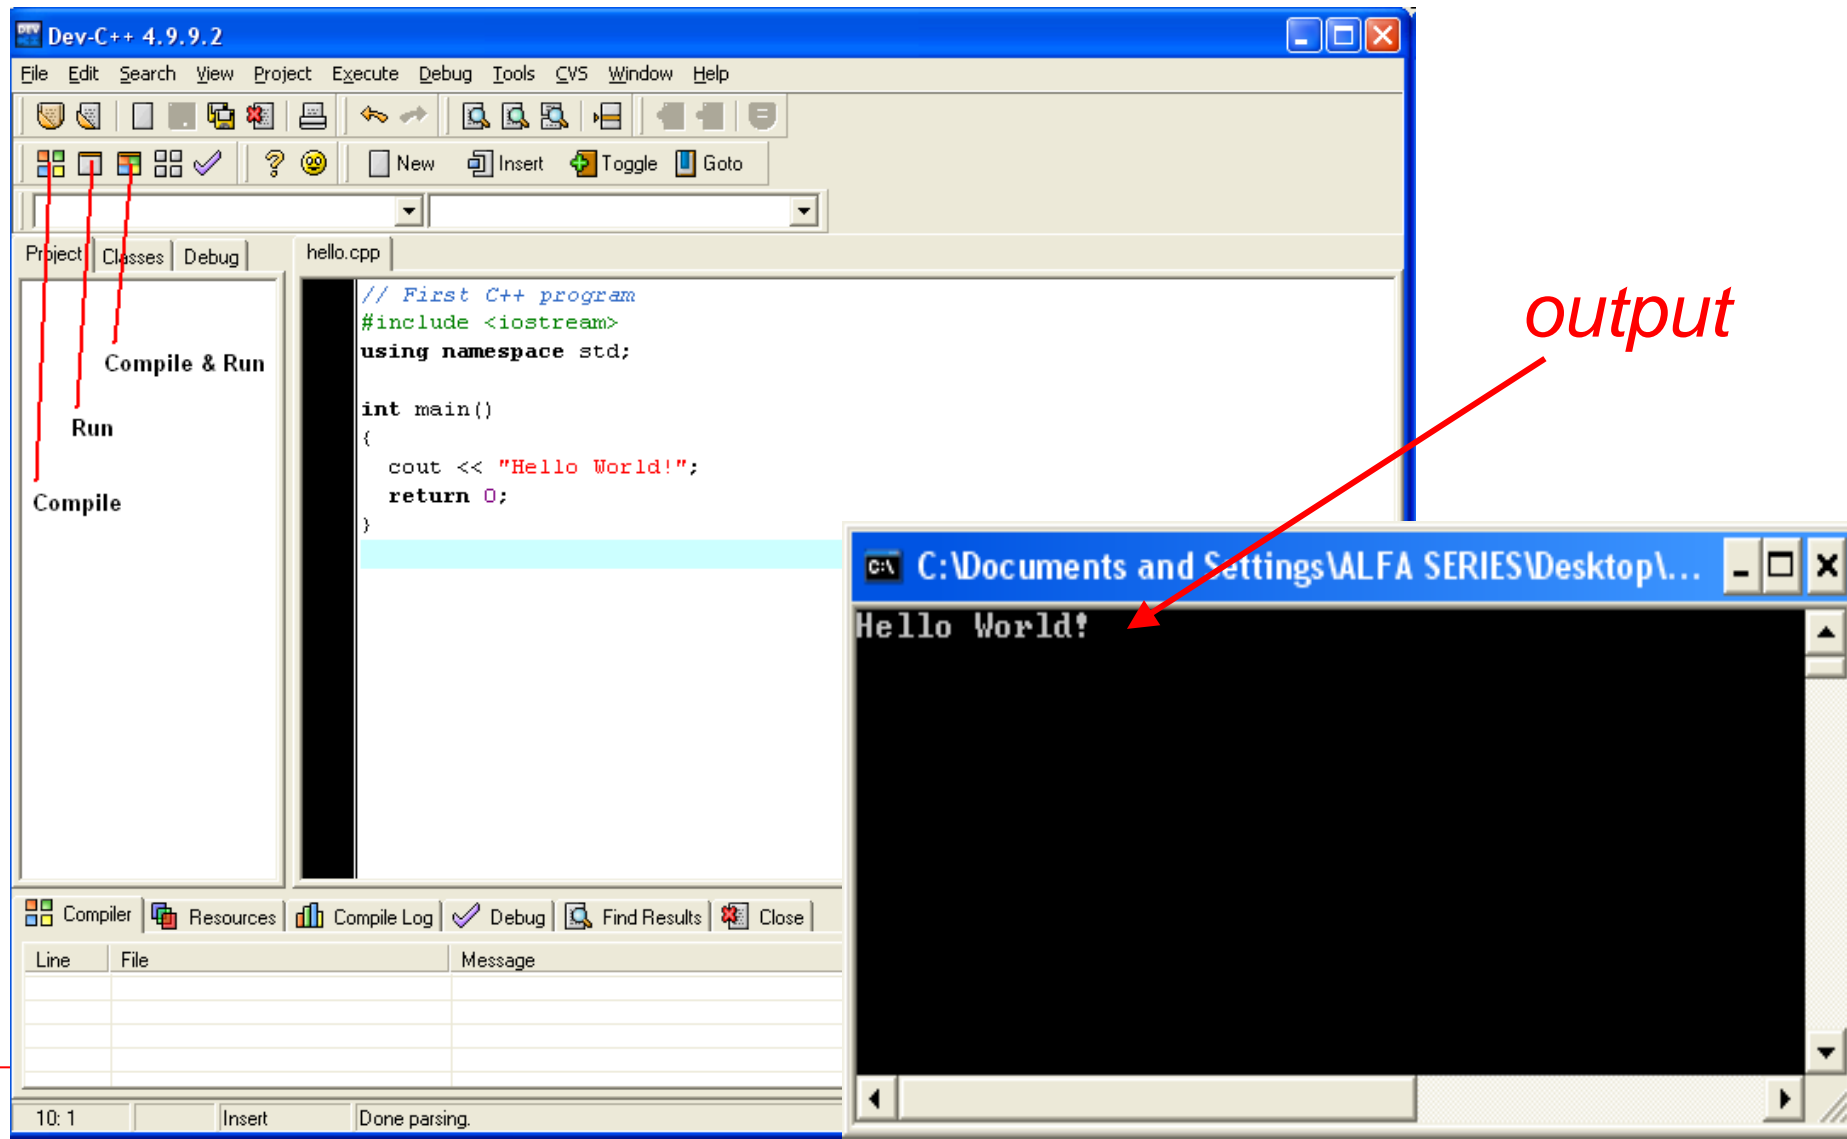 Dev-C++ 4.9.9.2
File Edit Search View Project Execute Debug Tools CVS Window Help
New Insert Toggle Goto
Project Classes Debug
hello.cpp
// First C++ program
#include <iostream>
using namespace std;
int main()
{
cout << "Hello World!";
return 0;
}
Compile & Run
Run
Compile
output
C:\Documents and Settings\ALFA SERIES\Desktop\...
Hello World!
Compiler Resources Compile Log Debug Find Results Close
Line File Message
10: 1 Insert Done parsing.